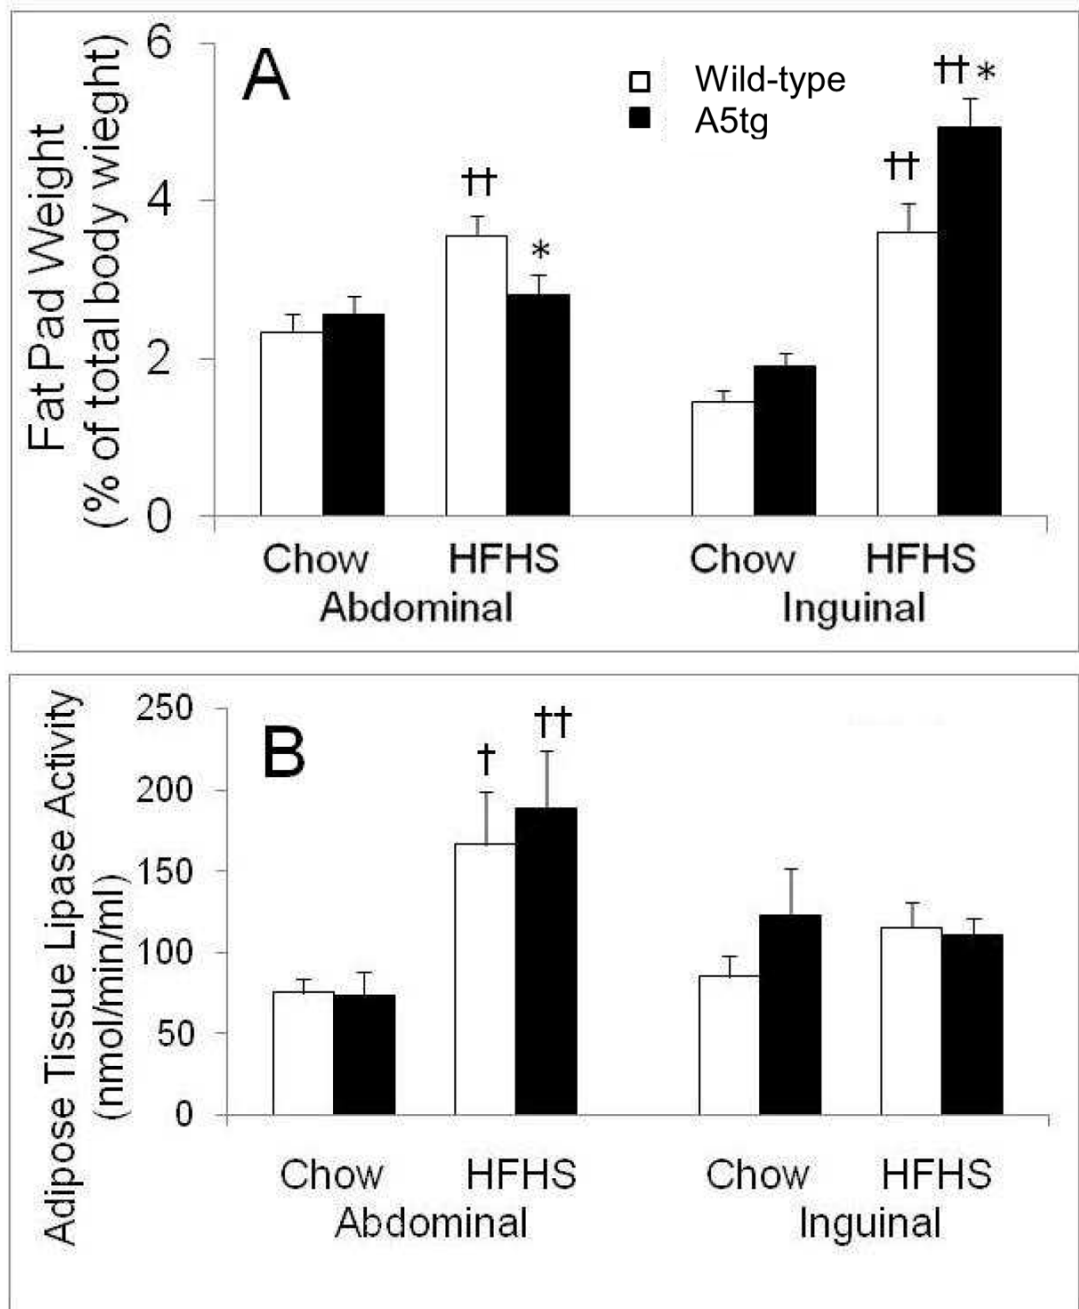 A
Wild-type
A5tg
Fat Pad Weight
(% of total body wieght)
6
4
2
0
††
*
††
†† *
Chow HFHS Chow HFHS
Abdominal Inguinal
B
Adipose Tissue Lipase Activity
(nmol/min/ml)
250
200
150
100
50
0
†
††
Chow HFHS Chow HFHS
Abdominal Inguinal